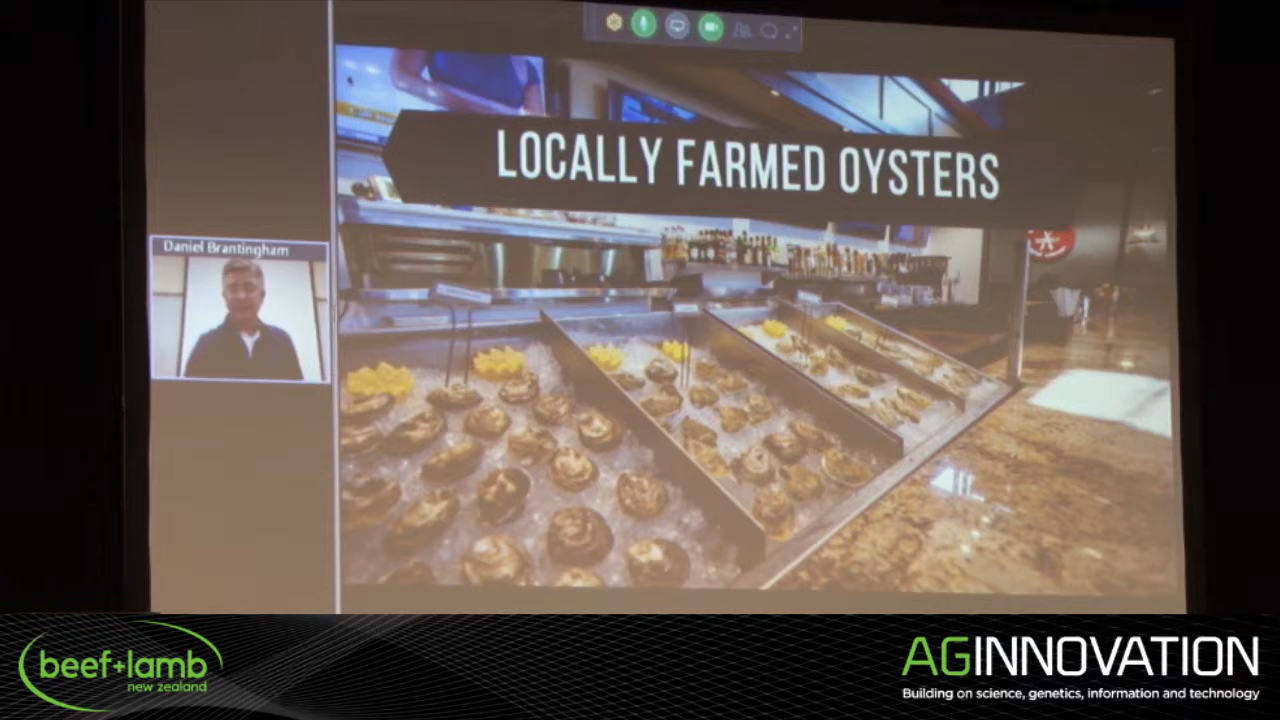 LOCALLY FARMED OYSTERS
Daniel Brantingham
beef+lamb
new zealand
AGINNOVATION
Building on science, genetics, information and technology